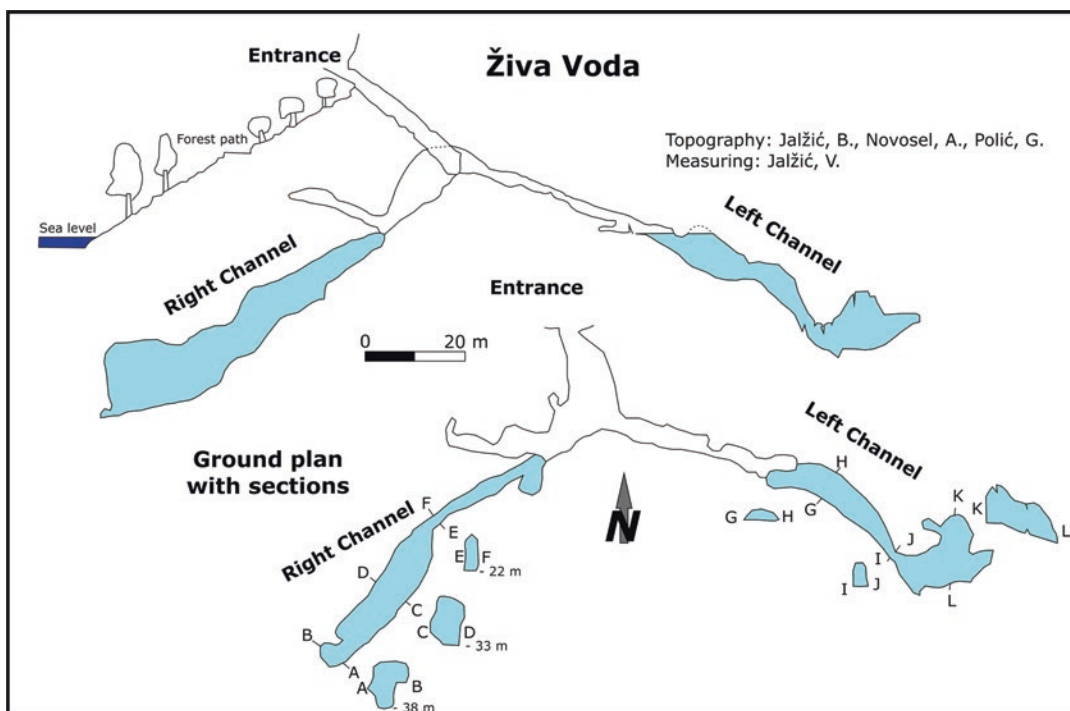 Živa Voda
Entrance
Topography: Jalžić, B., Novosel, A., Polić, G.
Measuring: Jalžić, V.
Forest path
Sea level
Right Channel
Left Channel
Entrance
0 20 m
Ground plan
with sections
Right Channel
Left Channel
N
F
E
D
C
B
A
E F
- 22 m
C D
- 33 m
A B
- 38 m
H
G
G H
J
I
I J
K
L
K
L